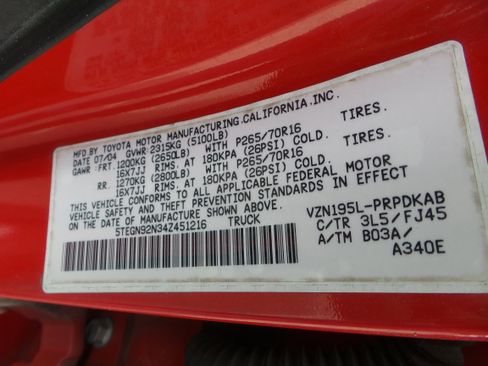 MFD. BY TOYOTA MOTOR MANUFACTURING.CALIFORNIA.INC.
DATE 07/04 GVWR 2315KG (5100LB)
GAWR: FRT. 1200KG (2650LB) WITH P265/70R16 TIRES.
16X7JJ RIMS. AT 180KPA (26PSI) COLD.
RR. 1270KG (2800LB) WITH P265/70R16 TIRES.
16X7JJ RIMS. AT 180KPA (26PSI) COLD.
THIS VEHICLE CONFORMS TO ALL APPLICABLE FEDERAL MOTOR
VEHICLE SAFETY AND THEFT PREVENTION STANDARDS IN EFFECT
ON THE DATE OF MANUFACTURE SHOWN ABOVE.
5TEGN92N34Z451216 TRUCK
VZN195L-PRPDKAB
C/TR 3L5/FJ45
A/TM B03A/
A340E